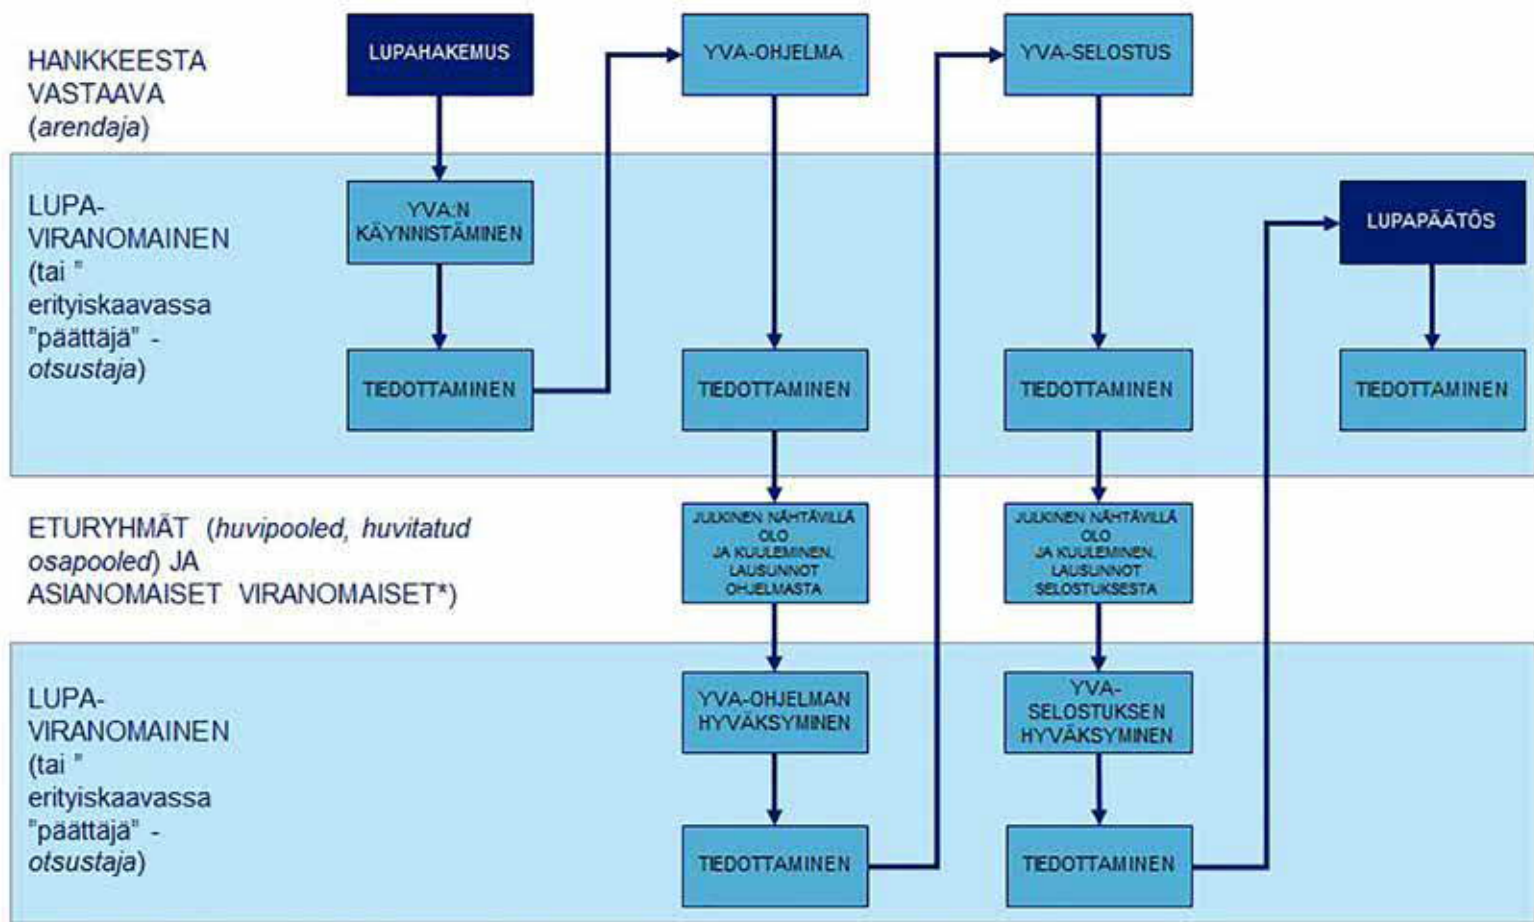 HANKKEESTA
VASTAAVA
(arendaja)
LUPAHAKEMUS
YVA-OHJELMA
YVA-SELOSTUS
LUPA-
VIRANOMAINEN
(tai "
erityiskaavassa
"päättäjä" -
otsustaja)
YVA:N
KÄYNNISTÄMINEN
LUPAPÄÄTÖS
TIEDOTTAMINEN
TIEDOTTAMINEN
TIEDOTTAMINEN
TIEDOTTAMINEN
ETURYHMÄT (huvipooled, huvitatud
osapooled) JA
ASIANOMAISET VIRANOMAISET*)
JULKINEN NÄHTÄVILLÄ
OLO
JA KUULEMINEN,
LAUSUNNOT
OHJELMASTA
JULKINEN NÄHTÄVILLÄ
OLO
JA KUULEMINEN,
LAUSUNNOT
SELOSTUKSESTA
LUPA-
VIRANOMAINEN
(tai "
erityiskaavassa
"päättäjä" -
otsustaja)
YVA-OHJELMAN
HYVÄKSYMINEN
YVA-
SELOSTUKSEN
HYVÄKSYMINEN
TIEDOTTAMINEN
TIEDOTTAMINEN